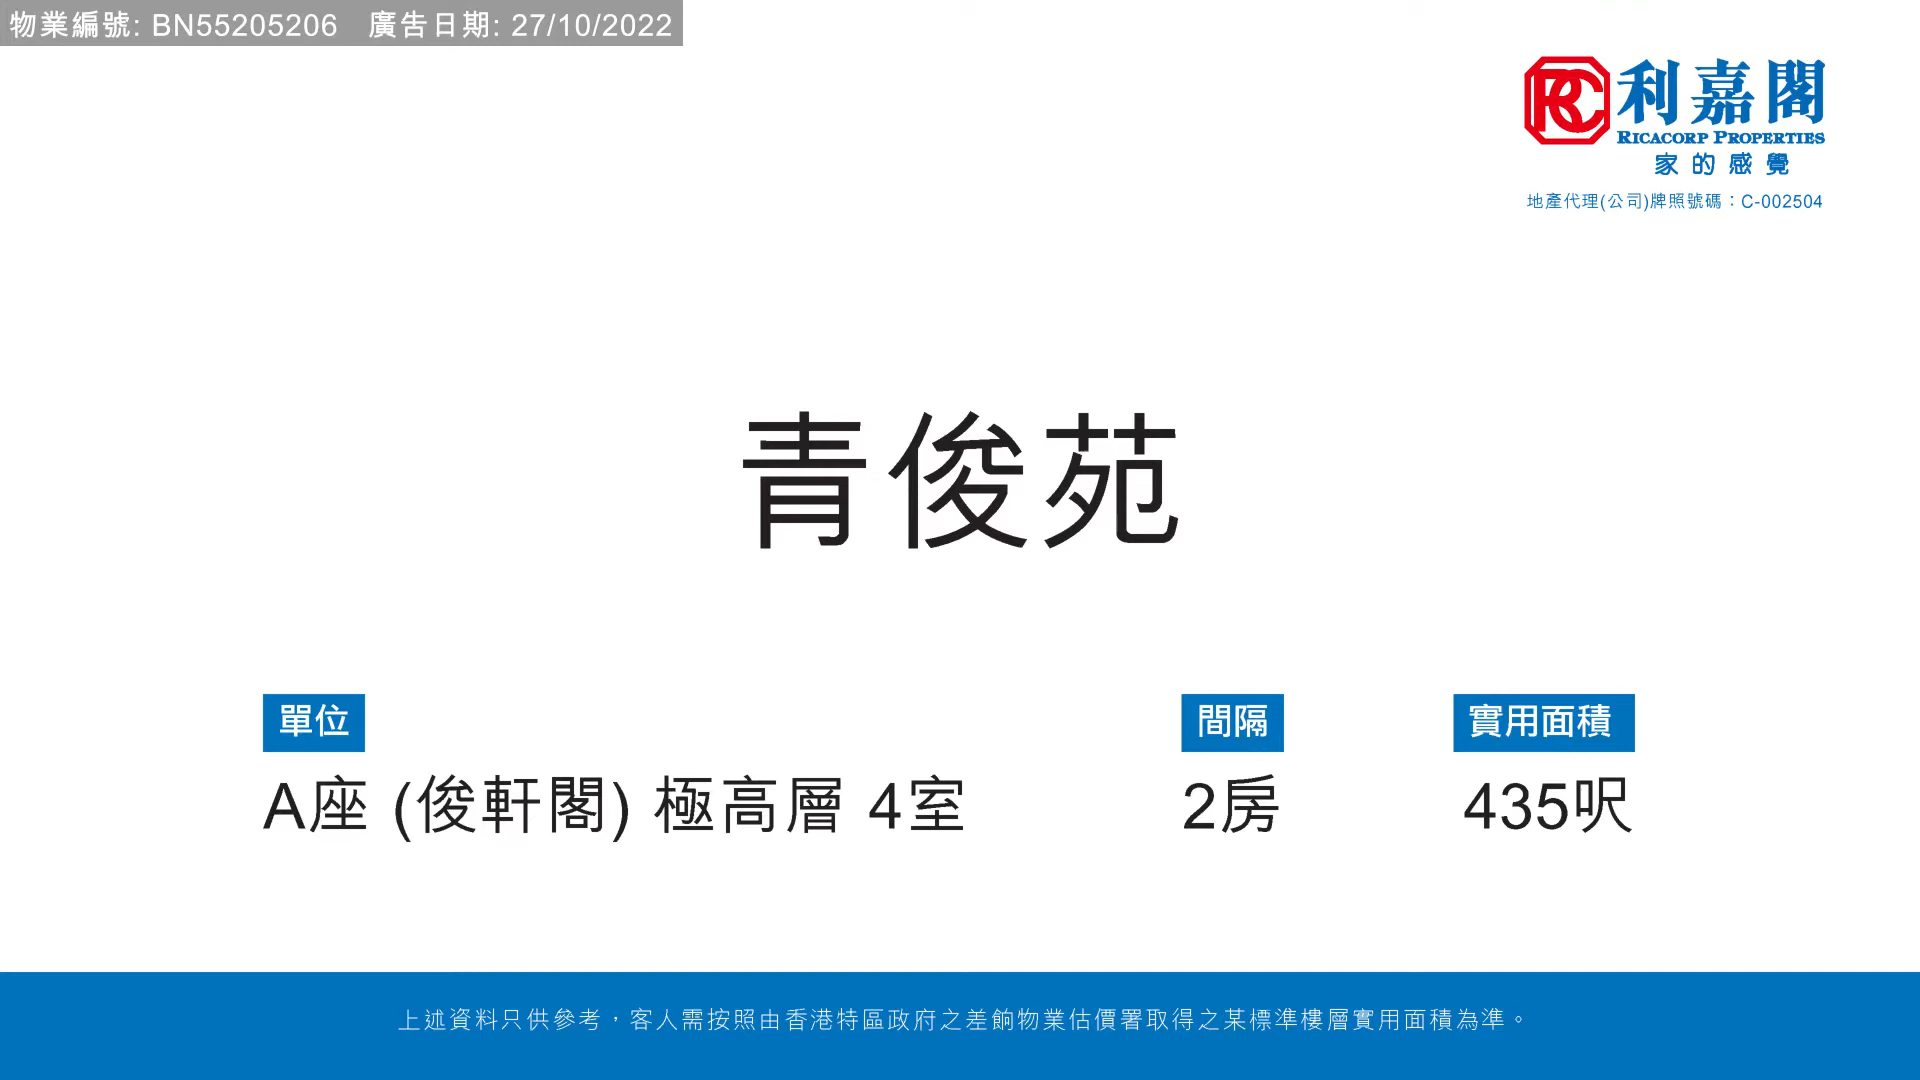 物業編號: BN55205206 廣告日期: 27/10/2022
RC
利嘉閣
RICACORP PROPERTIES
家的感覺
地產代理(公司)牌照號碼：C-002504
青俊苑
單位 間隔 實用面積
A座 (俊軒閣) 極高層 4室 2房 435呎
上述資料只供參考，客人需按照由香港特區政府之差餉物業估價署取得之某標準樓層實用面積為準。